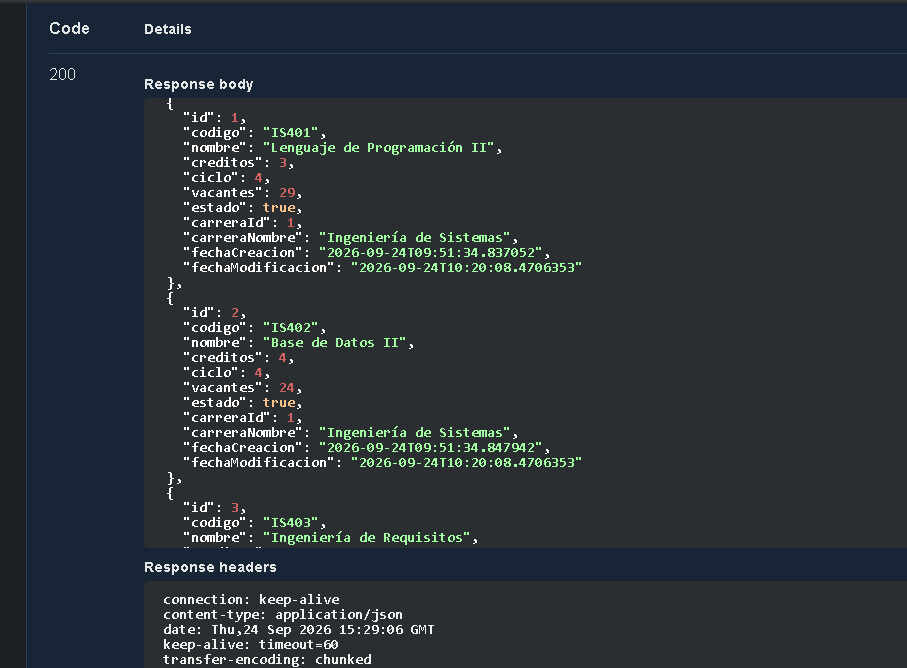 Code
Details
200
Response body
{
"id": 1,
"codigo": "IS401",
"nombre": "Lenguaje de Programación II",
"creditos": 3,
"ciclo": 4,
"vacantes": 29,
"estado": true,
"carreraId": 1,
"carreraNombre": "Ingeniería de Sistemas",
"fechaCreacion": "2026-09-24T09:51:34.837052",
"fechaModificacion": "2026-09-24T10:20:08.4706353"
},
{
"id": 2,
"codigo": "IS402",
"nombre": "Base de Datos II",
"creditos": 4,
"ciclo": 4,
"vacantes": 24,
"estado": true,
"carreraId": 1,
"carreraNombre": "Ingeniería de Sistemas",
"fechaCreacion": "2026-09-24T09:51:34.847942",
"fechaModificacion": "2026-09-24T10:20:08.4706353"
},
{
"id": 3,
"codigo": "IS403",
"nombre": "Ingeniería de Requisitos",
Response headers
connection: keep-alive
content-type: application/json
date: Thu,24 Sep 2026 15:29:06 GMT
keep-alive: timeout=60
transfer-encoding: chunked